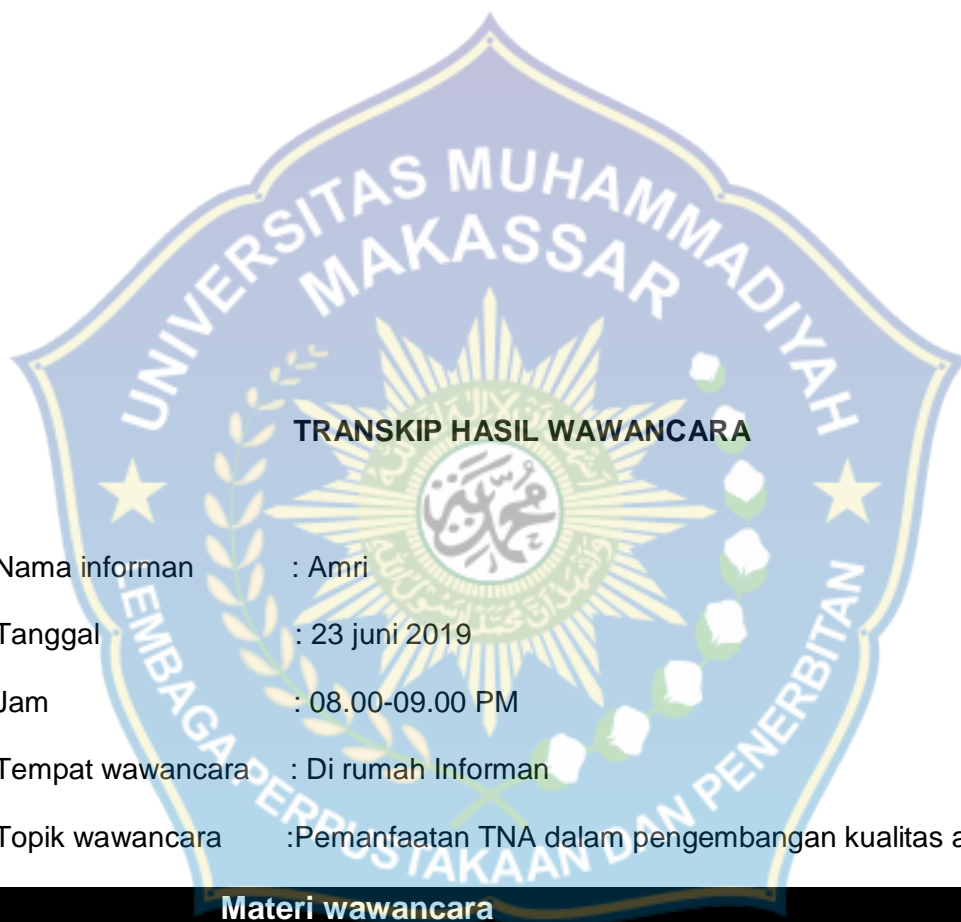 UNIVERSITAS MUHAMMADIYAH
MAKASSAR
TRANSKIP HASIL WAWANCARA
Nama informan : Amri
Tanggal : 23 juni 2019
Jam : 08.00-09.00 PM
Tempat wawancara : Di rumah Informan
Topik wawancara :Pemanfaatan TNA dalam pengembangan kualitas a
LEMBAGA PERPUSTAKAAN DAN PENERBITAN
Materi wawancara